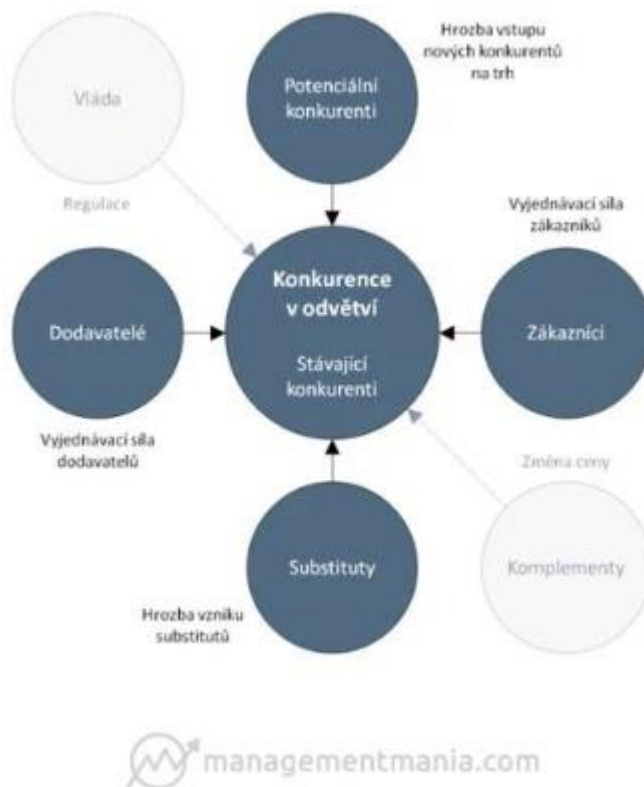 Hrozba vstupu
nových konkurentů
na trh
Vláda
Potenciální
konkurenti
Regulace
Vyjednávací síla
zákazníků
Konkurence
v odvětví
Stávající
konkurenti
Dodavatelé
Zákazníci
Vyjednávací síla
dodavatelů
Změna ceny
Substituty
Komplementy
Hrozba vzniku
substitutů
managementmania.com